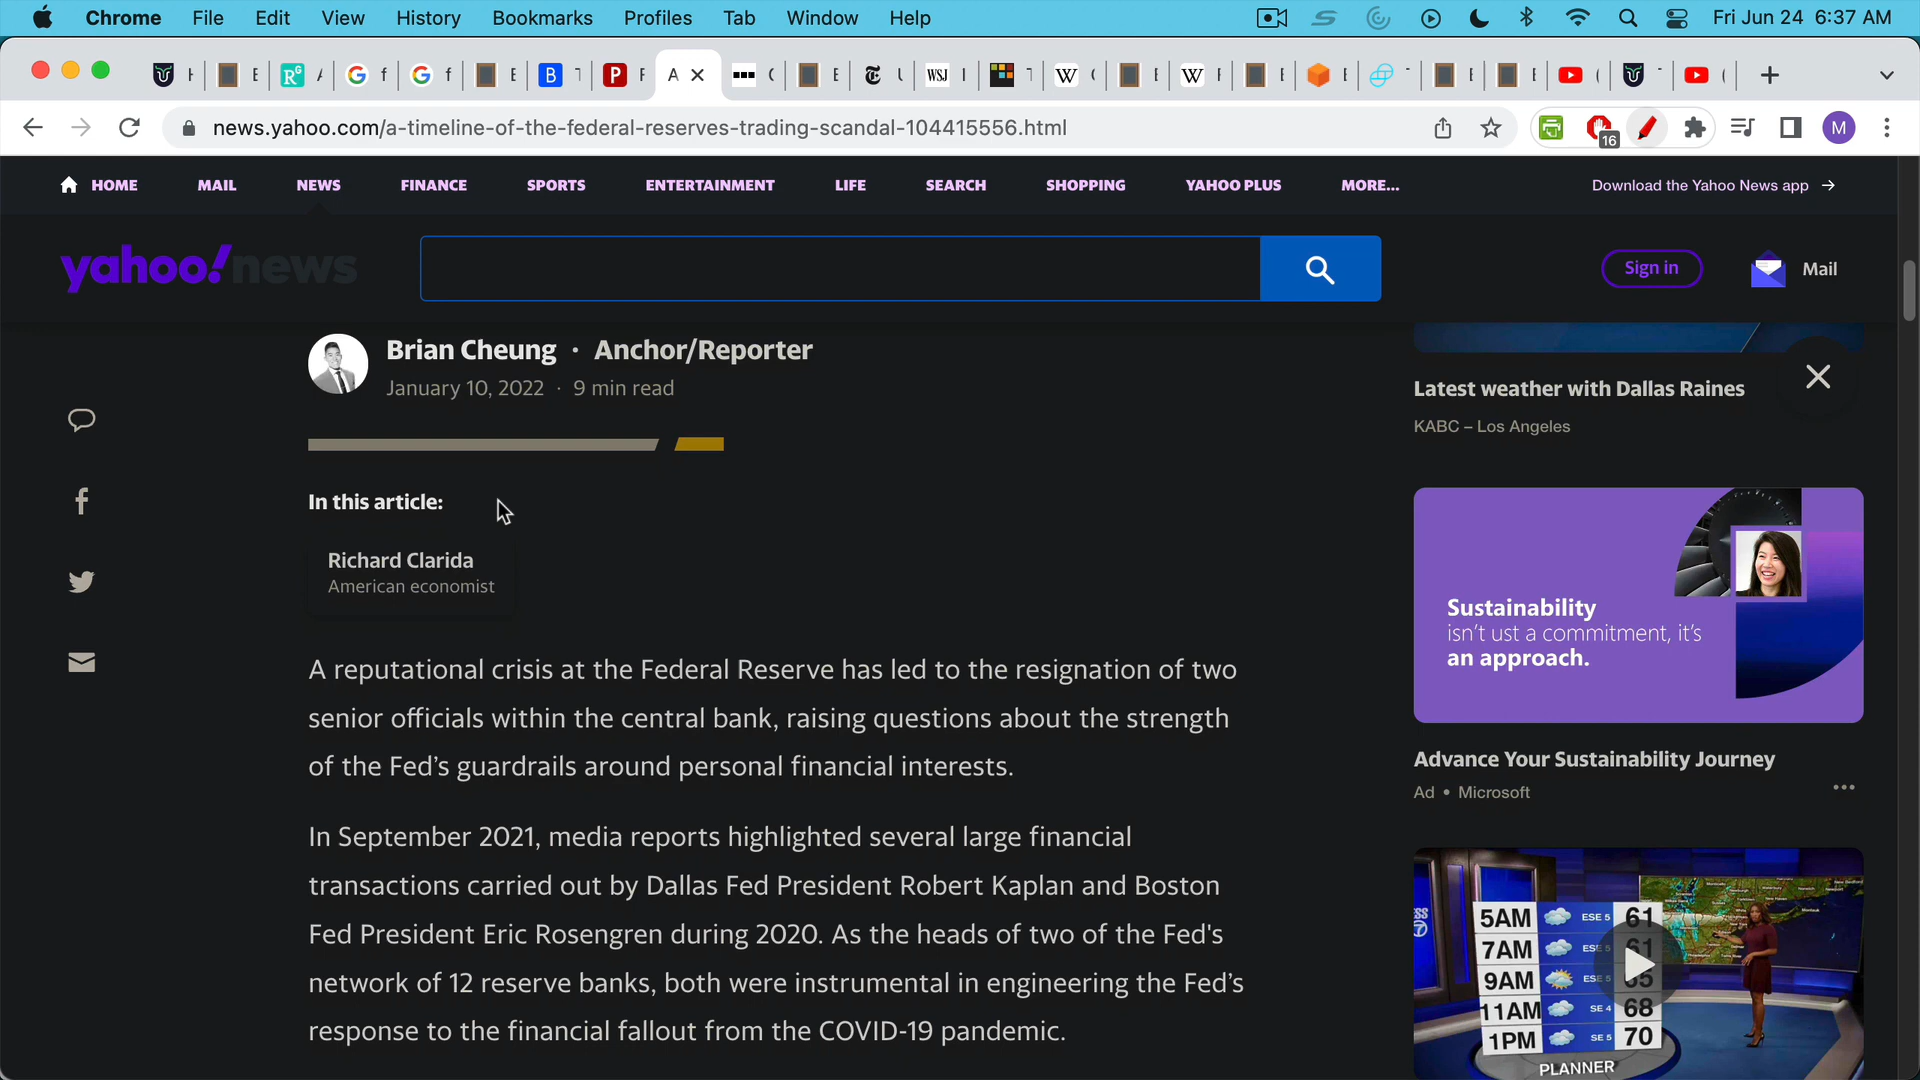 Chrome File Edit View History Bookmarks Profiles Tab Window Help Fri Jun 24 6:37 AM
A
news.yahoo.com/a-timeline-of-the-federal-reserves-trading-scandal-104415556.html 16 M
HOME MAIL NEWS FINANCE SPORTS ENTERTAINMENT LIFE SEARCH SHOPPING YAHOO PLUS MORE... Download the Yahoo News app →
yahoo!news Sign in Mail
Brian Cheung · Anchor/Reporter
January 10, 2022 · 9 min read
In this article:
Richard Clarida
American economist
A reputational crisis at the Federal Reserve has led to the resignation of two
senior officials within the central bank, raising questions about the strength
of the Fed's guardrails around personal financial interests.
In September 2021, media reports highlighted several large financial
transactions carried out by Dallas Fed President Robert Kaplan and Boston
Fed President Eric Rosengren during 2020. As the heads of two of the Fed's
network of 12 reserve banks, both were instrumental in engineering the Fed's
response to the financial fallout from the COVID-19 pandemic.
Latest weather with Dallas Raines
KABC – Los Angeles
Sustainability
isn't ust a commitment, it's
an approach.
Advance Your Sustainability Journey
Ad • Microsoft
5AM ESE 5 61
7AM ESE 5 61
9AM ESE 5 65
11AM SE 4 68
1PM SE 5 70
PLANNER